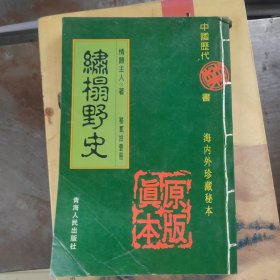 中國歷代
書
海内外珍藏秘本
情顛主人 著
繡榻野史
青海人民出版社
原版
真本